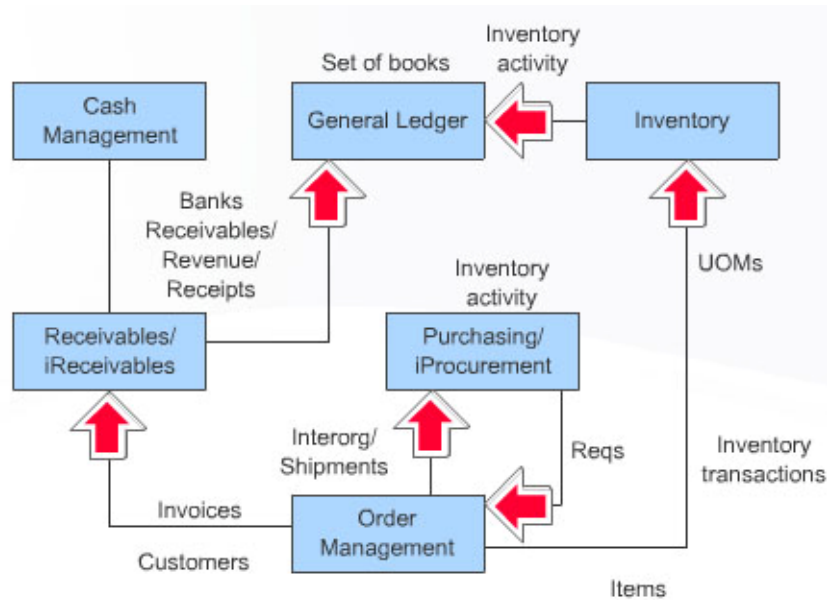 Inventory
activity
Set of books
Cash
Management
General Ledger
Inventory
Banks
Receivables/
Revenue/
Receipts
UOMs
Inventory
activity
Receivables/
iReceivables
Purchasing/
iProcurement
Interorg/
Shipments
Reqs
Inventory
transactions
Invoices
Order
Management
Customers
Items